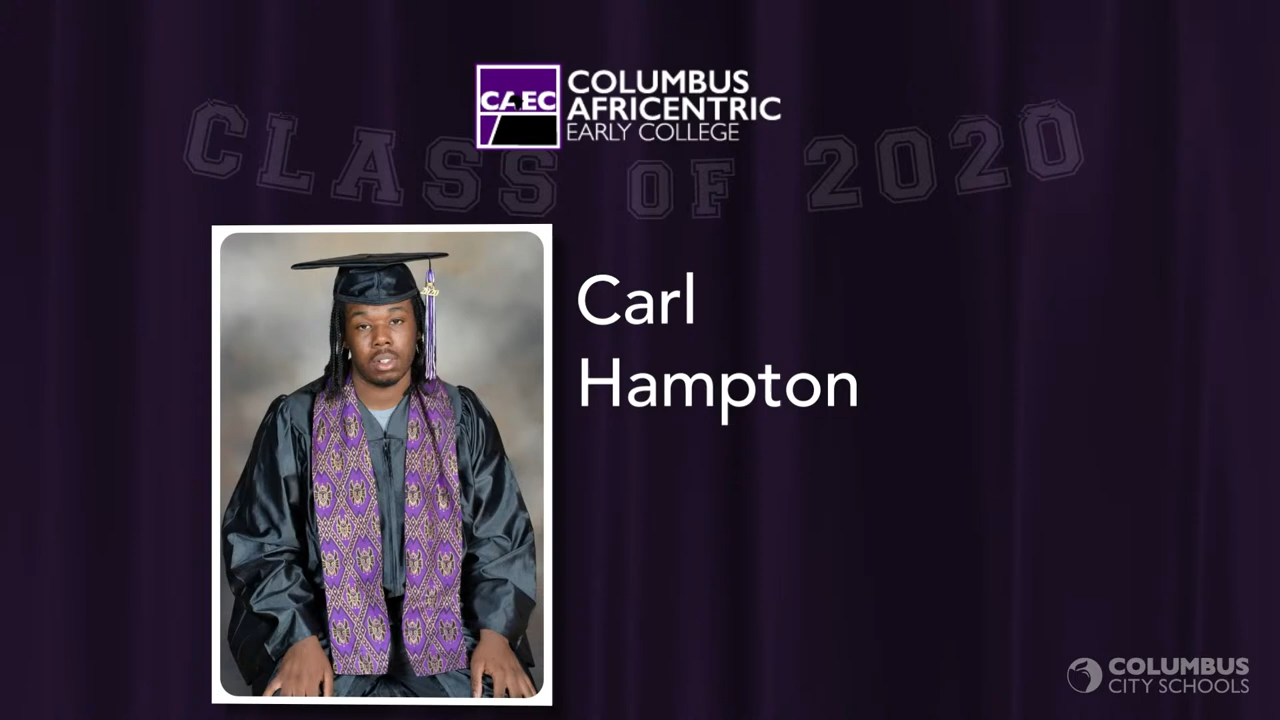 CAEC
COLUMBUS
AFRICENTRIC
EARLY COLLEGE
CLASS OF 2020
2020
Carl
Hampton
COLUMBUS
CITY SCHOOLS